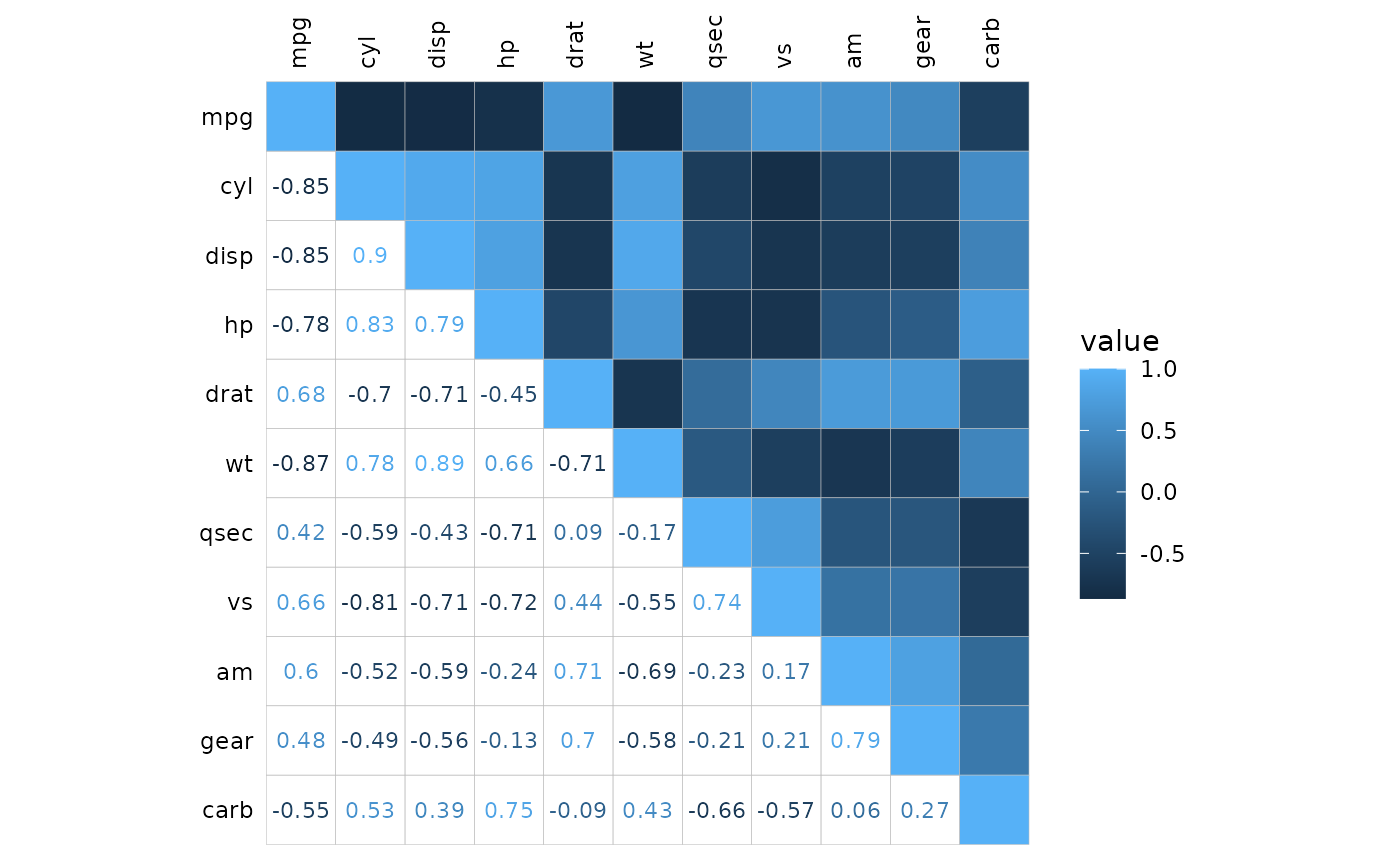 mpg cyl disp hp drat wt qsec vs am gear carb
mpg
cyl -0.85
disp -0.85 0.9
hp -0.78 0.83 0.79
drat 0.68 -0.7 -0.71 -0.45
wt -0.87 0.78 0.89 0.66 -0.71
qsec 0.42 -0.59 -0.43 -0.71 0.09 -0.17
vs 0.66 -0.81 -0.71 -0.72 0.44 -0.55 0.74
am 0.6 -0.52 -0.59 -0.24 0.71 -0.69 -0.23 0.17
gear 0.48 -0.49 -0.56 -0.13 0.7 -0.58 -0.21 0.21 0.79
carb -0.55 0.53 0.39 0.75 -0.09 0.43 -0.66 -0.57 0.06 0.27
value
1.0
0.5
0.0
-0.5